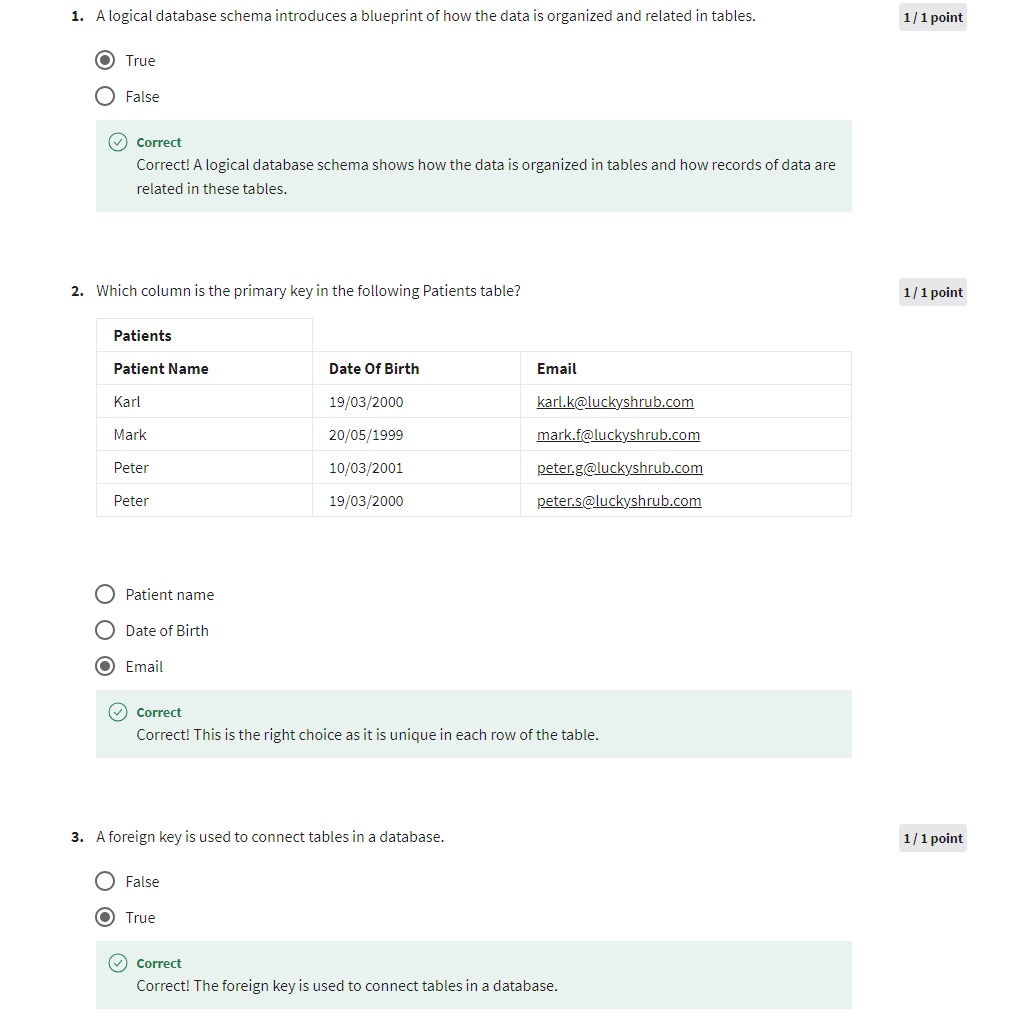 1. A logical database schema introduces a blueprint of how the data is organized and related in tables.
1 / 1 point
True
False
Correct
Correct! A logical database schema shows how the data is organized in tables and how records of data are
related in these tables.
2. Which column is the primary key in the following Patients table?
1 / 1 point
Patients
Patient Name Date Of Birth Email
Karl 19/03/2000 karl.k@luckyshrub.com
Mark 20/05/1999 mark.f@luckyshrub.com
Peter 10/03/2001 peter.g@luckyshrub.com
Peter 19/03/2000 peter.s@luckyshrub.com
Patient name
Date of Birth
Email
Correct
Correct! This is the right choice as it is unique in each row of the table.
3. A foreign key is used to connect tables in a database.
1 / 1 point
False
True
Correct
Correct! The foreign key is used to connect tables in a database.